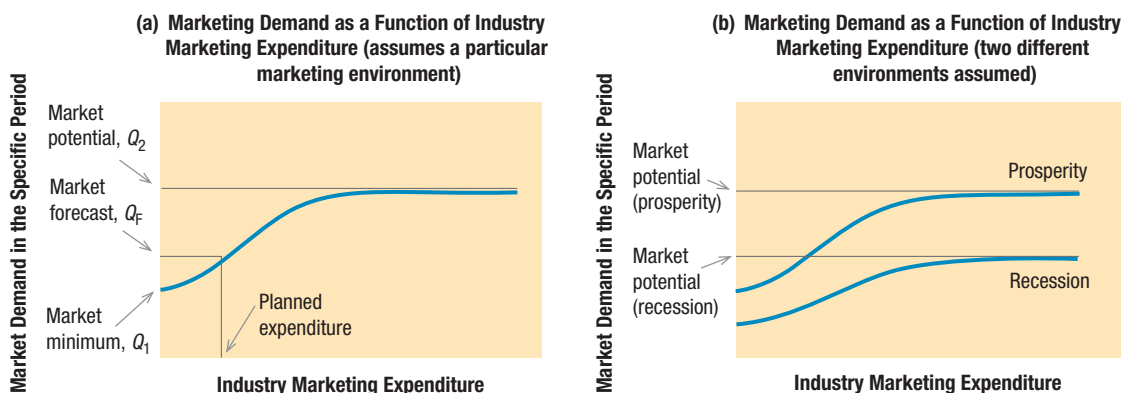 (a) Marketing Demand as a Function of Industry
Marketing Expenditure (assumes a particular
marketing environment)
Market Demand in the Specific Period
Market
potential, Q2
Market
forecast, QF
Market
minimum, Q1
Planned
expenditure
Industry Marketing Expenditure
(b) Marketing Demand as a Function of Industry
Marketing Expenditure (two different
environments assumed)
Market Demand in the Specific Period
Market
potential
(prosperity)
Market
potential
(recession)
Prosperity
Recession
Industry Marketing Expenditure